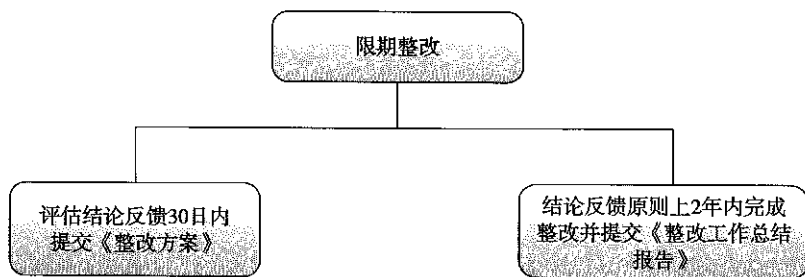 限期整改
评估结论反馈30日内
提交《整改方案》
结论反馈原则上2年内完成
整改并提交《整改工作总结
报告》